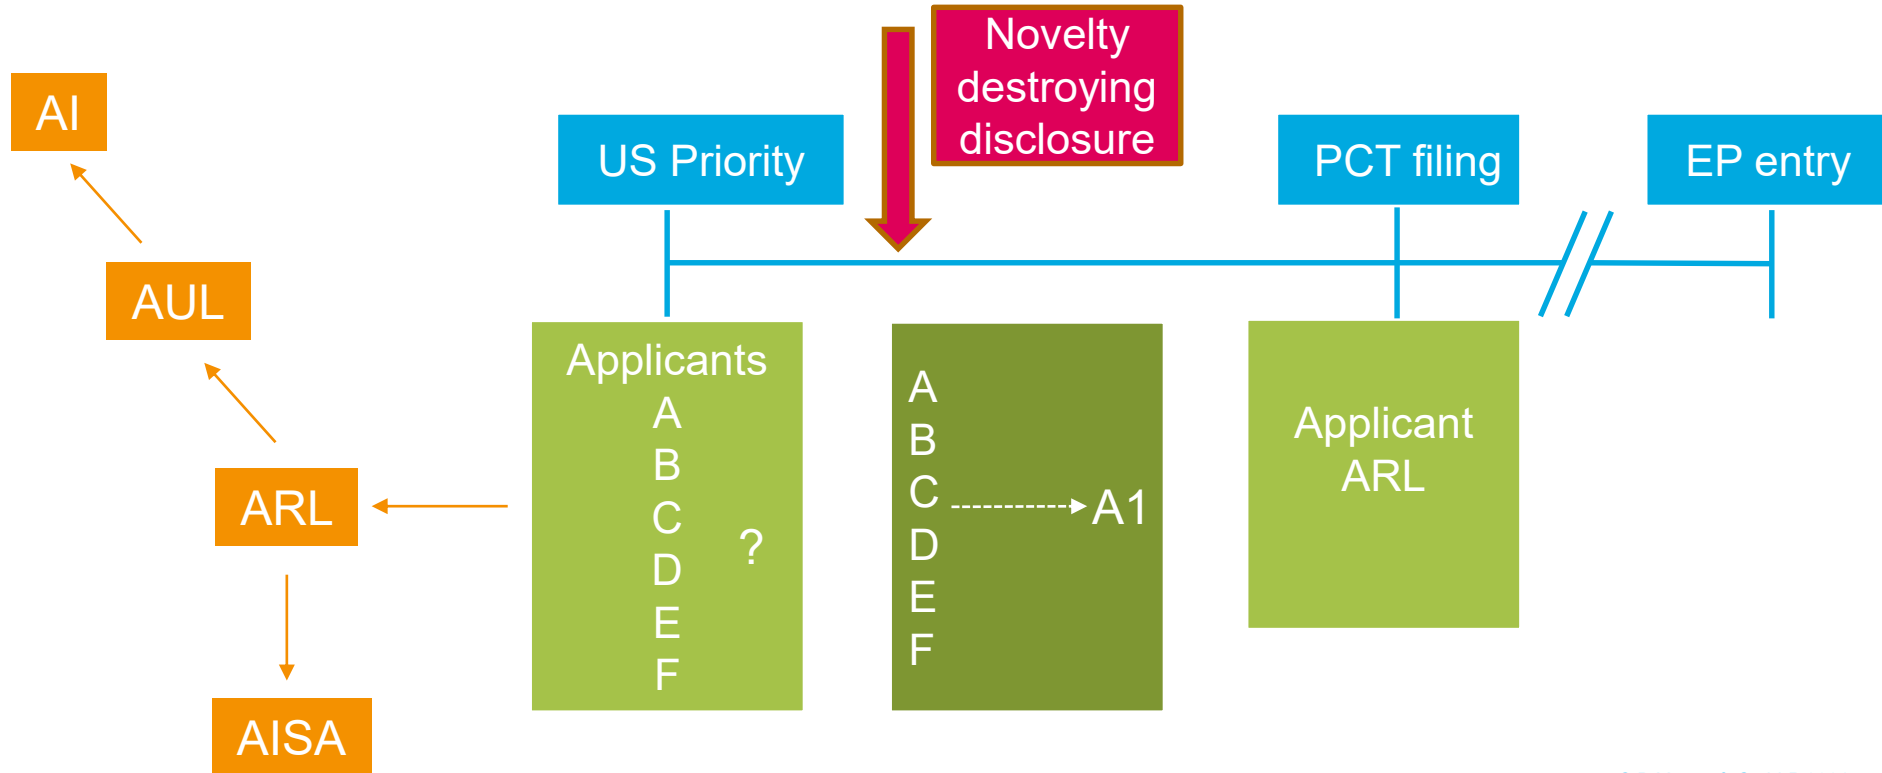 AI
AUL
ARL
AISA
US Priority
Novelty
destroying
disclosure
PCT filing
EP entry
Applicants
A
B
C
D
E
F
?
A
B
C
D
E
F
A1
Applicant
ARL